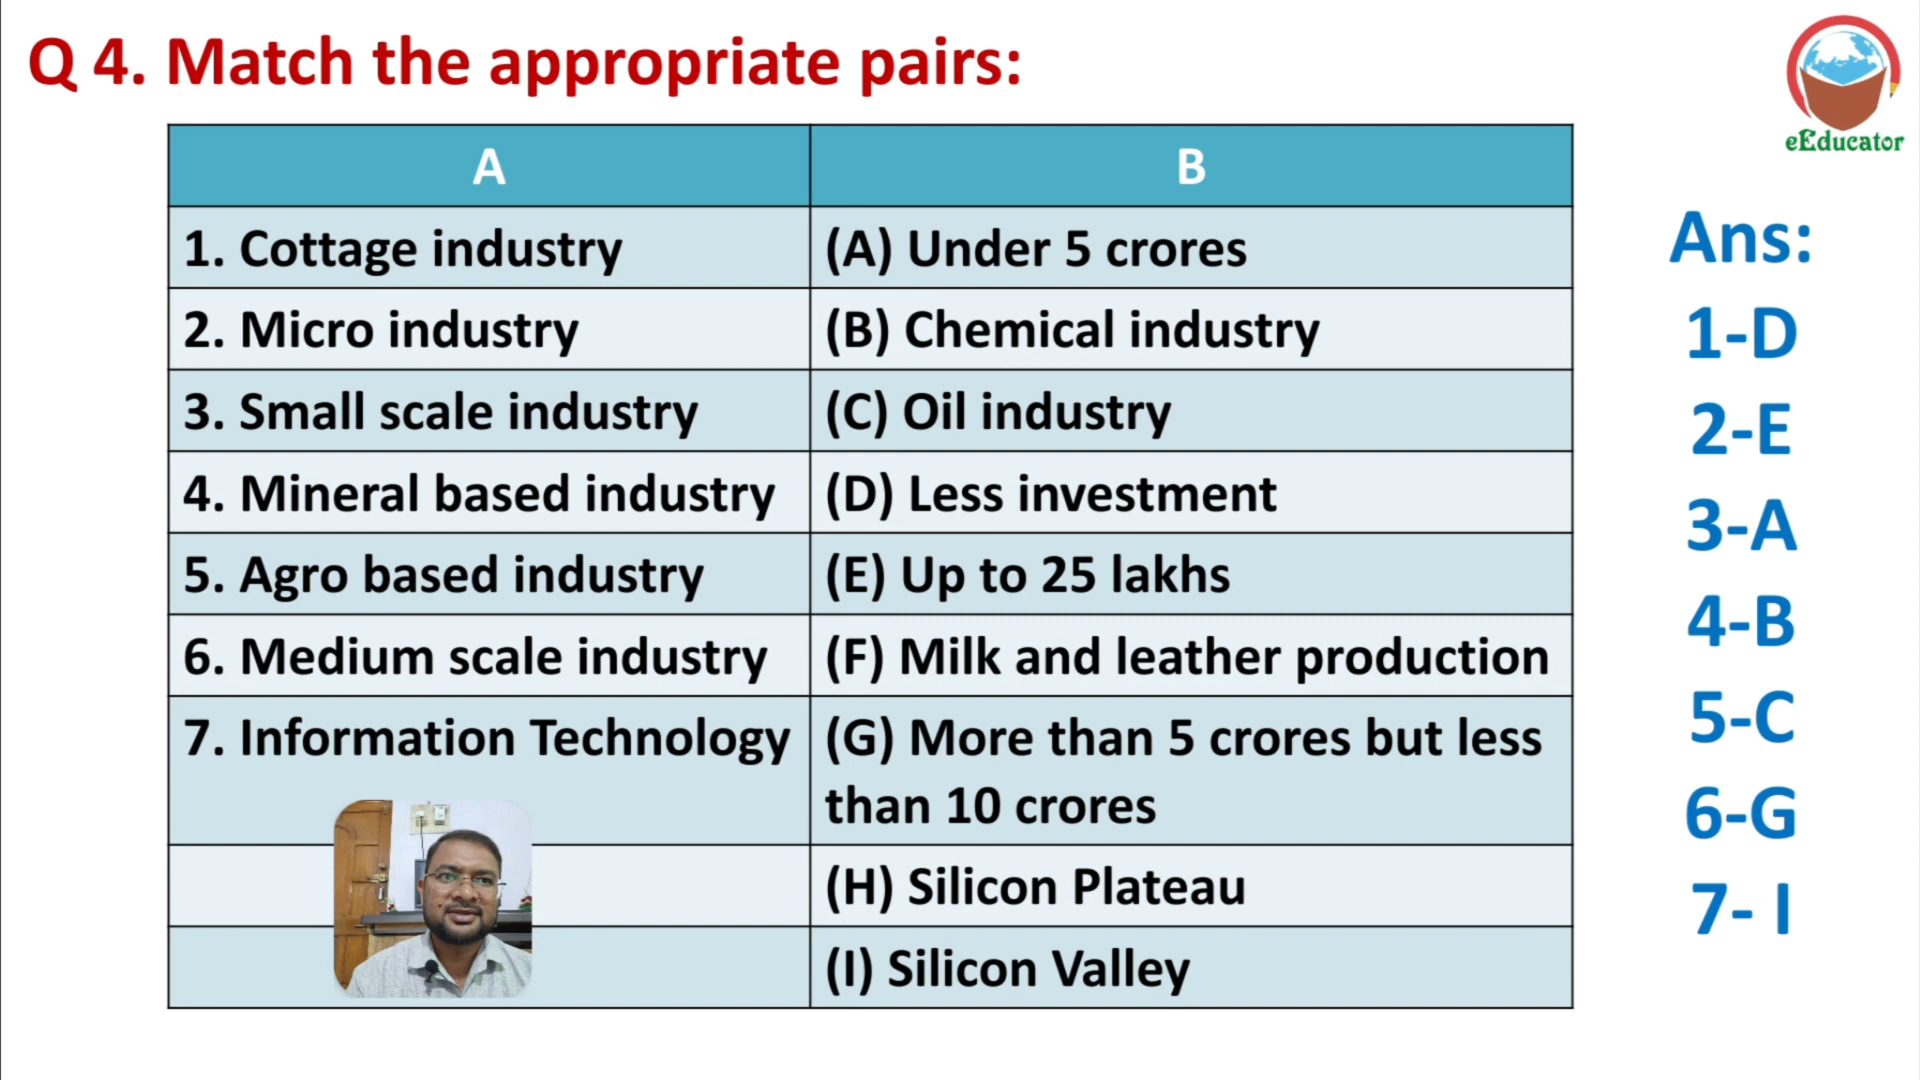 Q 4. Match the appropriate pairs:
eEducator
A
B
1. Cottage industry
(A) Under 5 crores
2. Micro industry
(B) Chemical industry
3. Small scale industry
(C) Oil industry
4. Mineral based industry
(D) Less investment
5. Agro based industry
(E) Up to 25 lakhs
6. Medium scale industry
(F) Milk and leather production
7. Information Technology
(G) More than 5 crores but less
than 10 crores
(H) Silicon Plateau
(I) Silicon Valley
Ans:
1-D
2-E
3-A
4-B
5-C
6-G
7- I